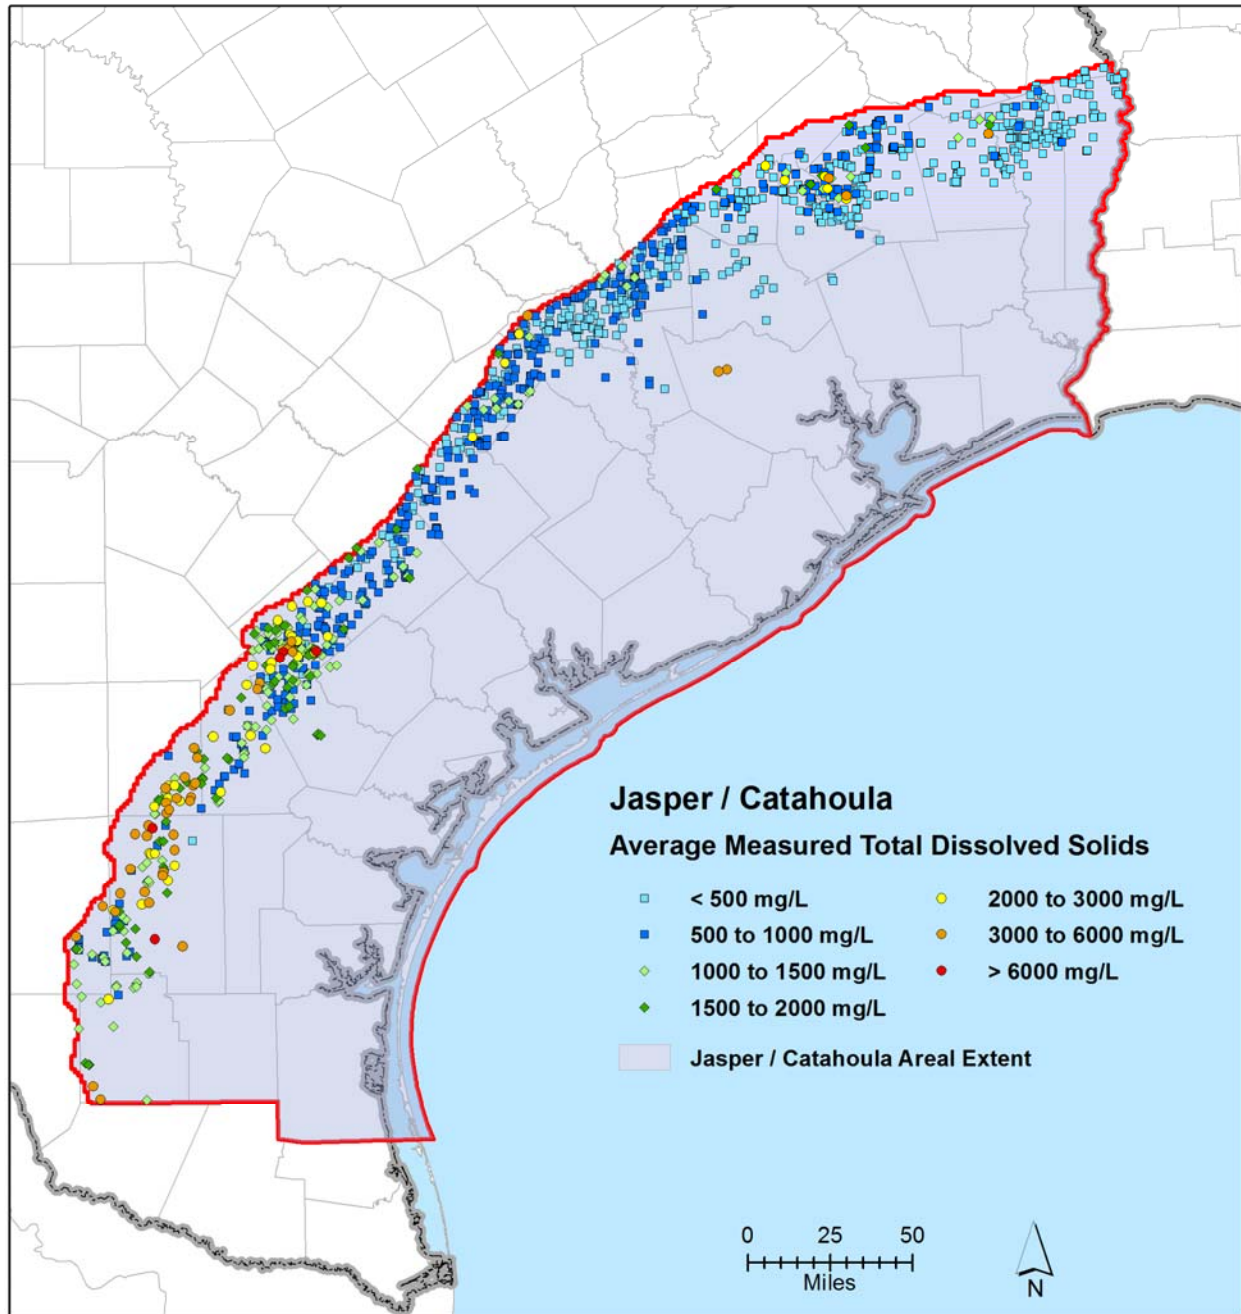 Jasper / Catahoula
Average Measured Total Dissolved Solids
< 500 mg/L
500 to 1000 mg/L
1000 to 1500 mg/L
1500 to 2000 mg/L
2000 to 3000 mg/L
3000 to 6000 mg/L
> 6000 mg/L
Jasper / Catahoula Areal Extent
0 25 50
Miles
N